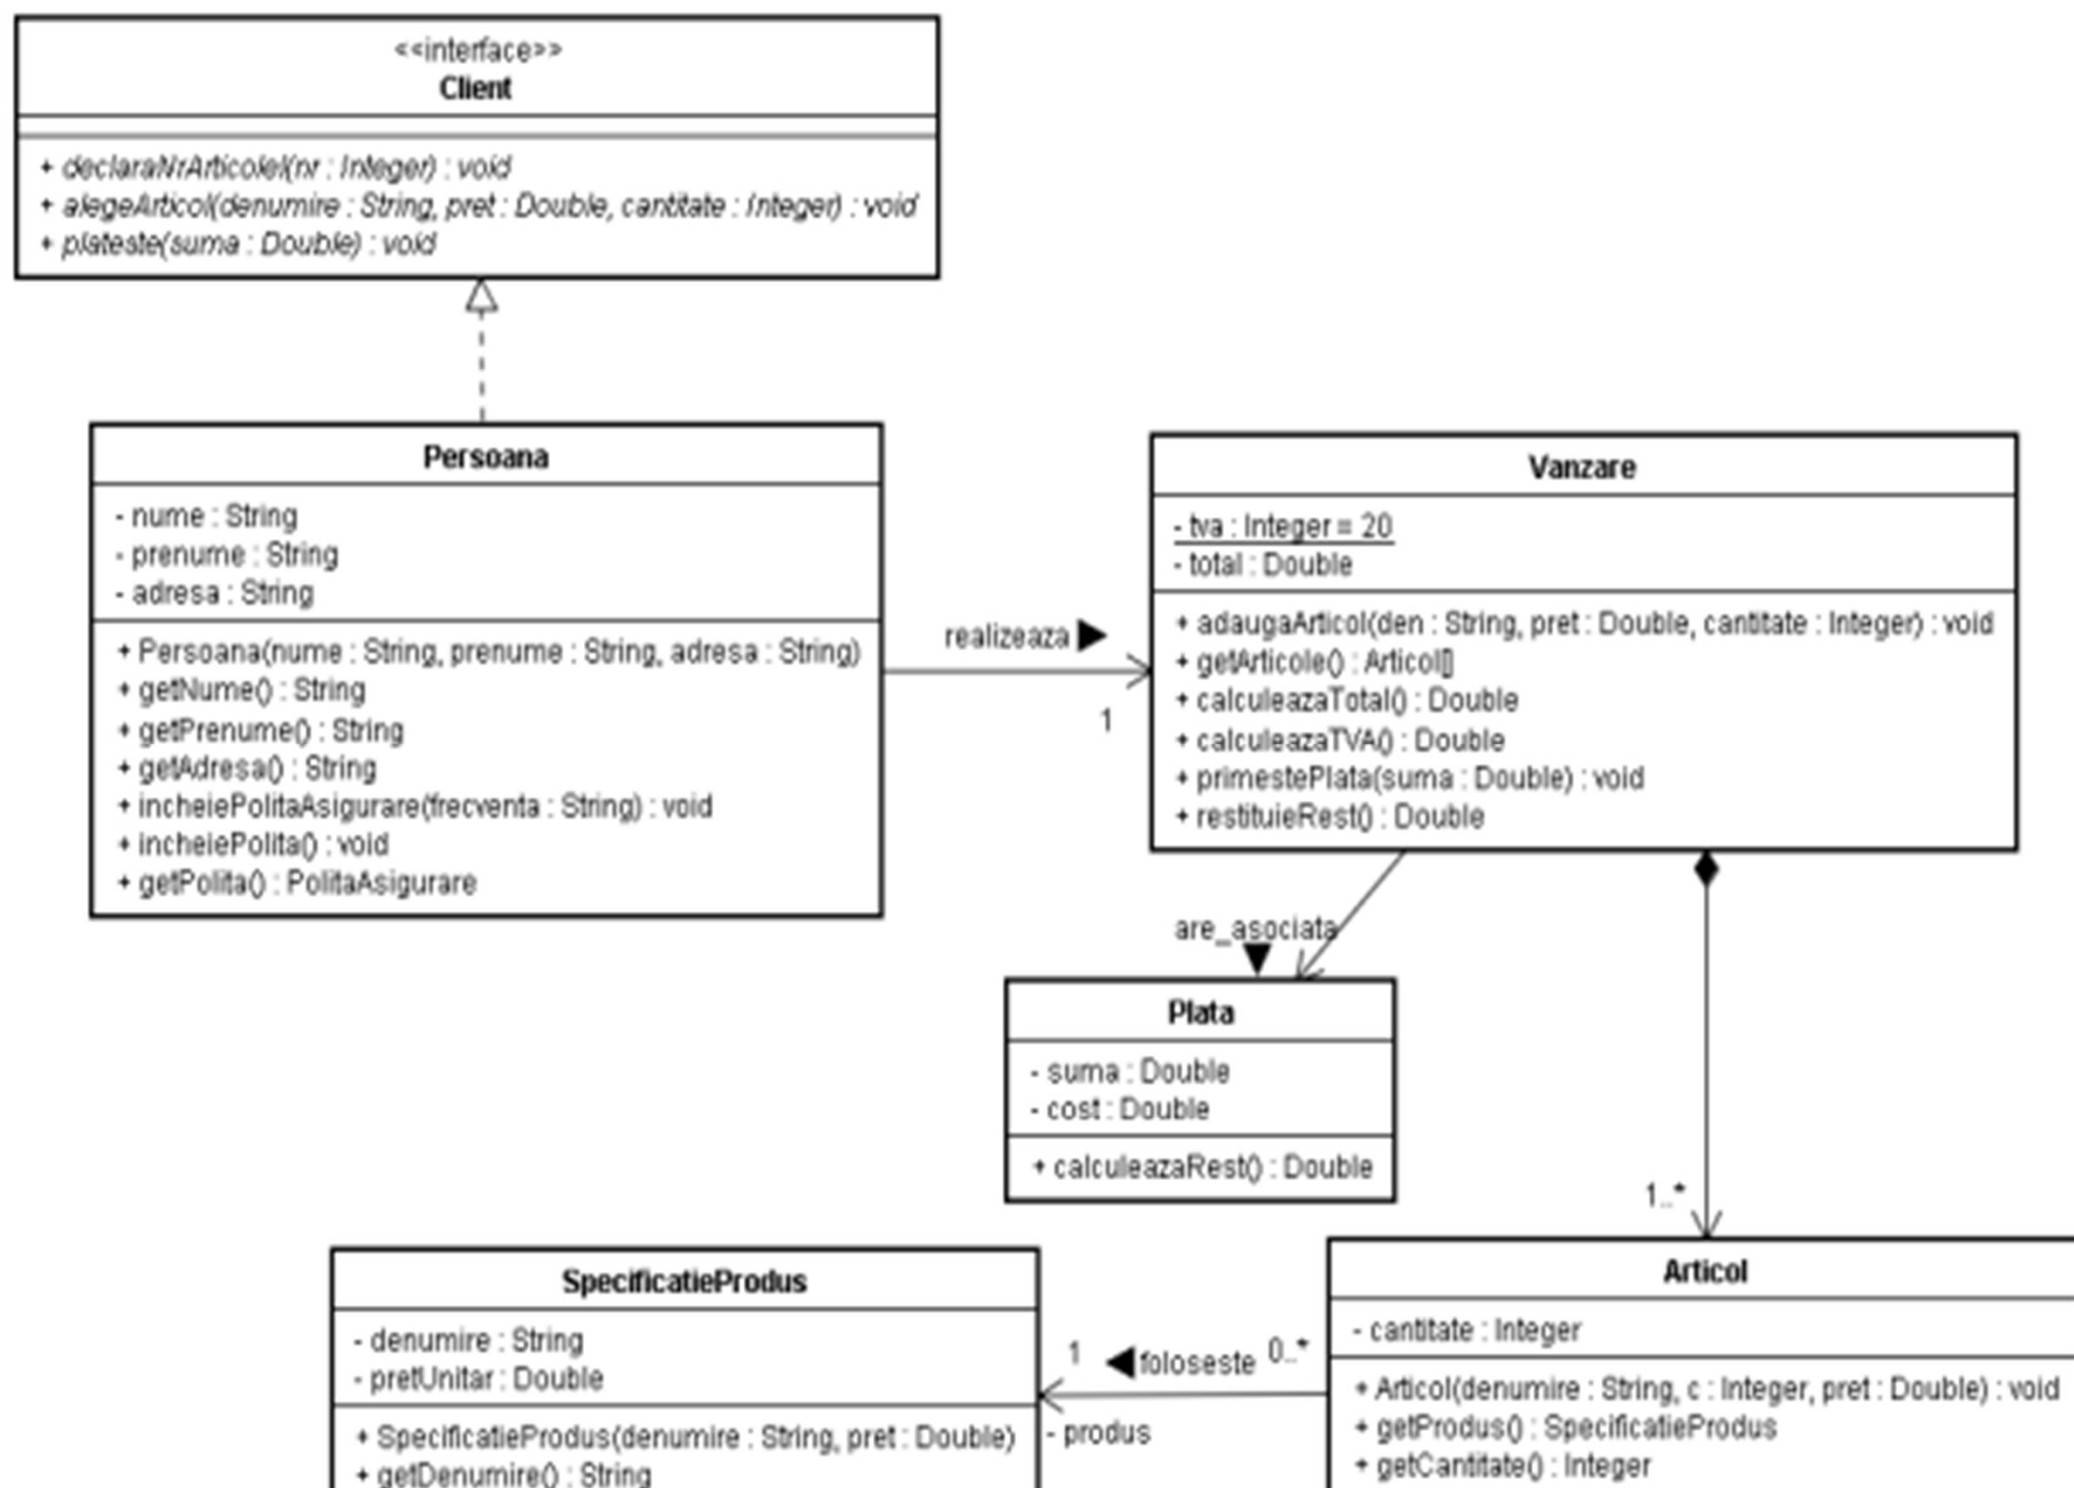 <<interface>>
Client
+ declaraNrArticolel(nr : Integer) : void
+ alegeArticol(denumire : String, pret : Double, cantitate : Integer) : void
+ plateste(suma : Double) : void
Persoana
- nume : String
- prenume : String
- adresa : String
+ Persoana(nume : String, prenume : String, adresa : String)
+ getNume() : String
+ getPrenume() : String
+ getAdresa() : String
+ incheiePolitaAsigurare(frecventa : String) : void
+ incheiePolita() : void
+ getPolita() : PolitaAsigurare
realizeaza
1
Vanzare
- tva : Integer = 20
- total : Double
+ adaugaArticol(den : String, pret : Double, cantitate : Integer) : void
+ getArticole() : Articol[]
+ calculeazaTotal() : Double
+ calculeazaTVA() : Double
+ primestePlata(suma : Double) : void
+ restituieRest() : Double
are_asociata
Plata
- suma : Double
- cost : Double
+ calculeazaRest() : Double
1..*
SpecificatieProdus
- denumire : String
- pretUnitar : Double
+ SpecificatieProdus(denumire : String, pret : Double)
+ getDenumire() : String
1
foloseste
0..*
- produs
Articol
- cantitate : Integer
+ Articol(denumire : String, c : Integer, pret : Double) : void
+ getProdus() : SpecificatieProdus
+ getCantitate() : Integer